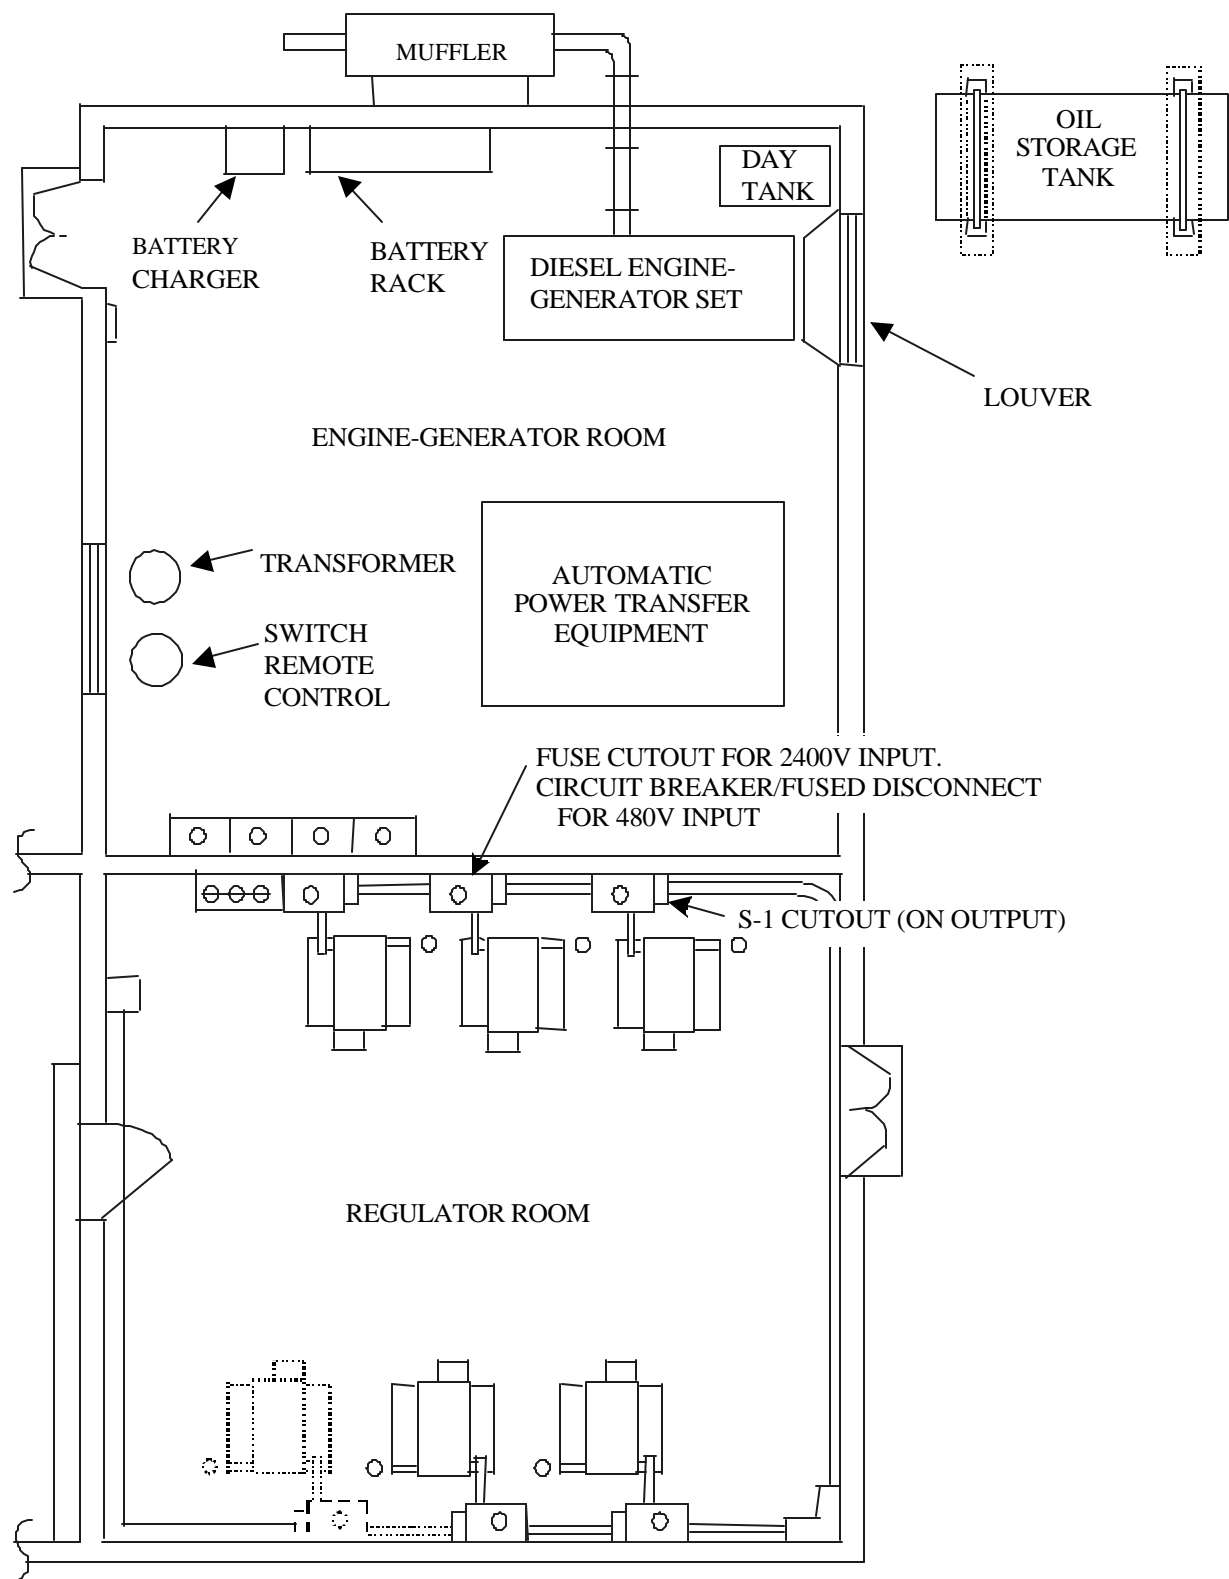 MUFFLER
OIL
STORAGE
TANK
DAY
TANK
BATTERY
CHARGER
BATTERY
RACK
DIESEL ENGINE-
GENERATOR SET
LOUVER
ENGINE-GENERATOR ROOM
TRANSFORMER
AUTOMATIC
POWER TRANSFER
EQUIPMENT
SWITCH
REMOTE
CONTROL
FUSE CUTOUT FOR 2400V INPUT.
CIRCUIT BREAKER/FUSED DISCONNECT
FOR 480V INPUT
S-1 CUTOUT (ON OUTPUT)
REGULATOR ROOM